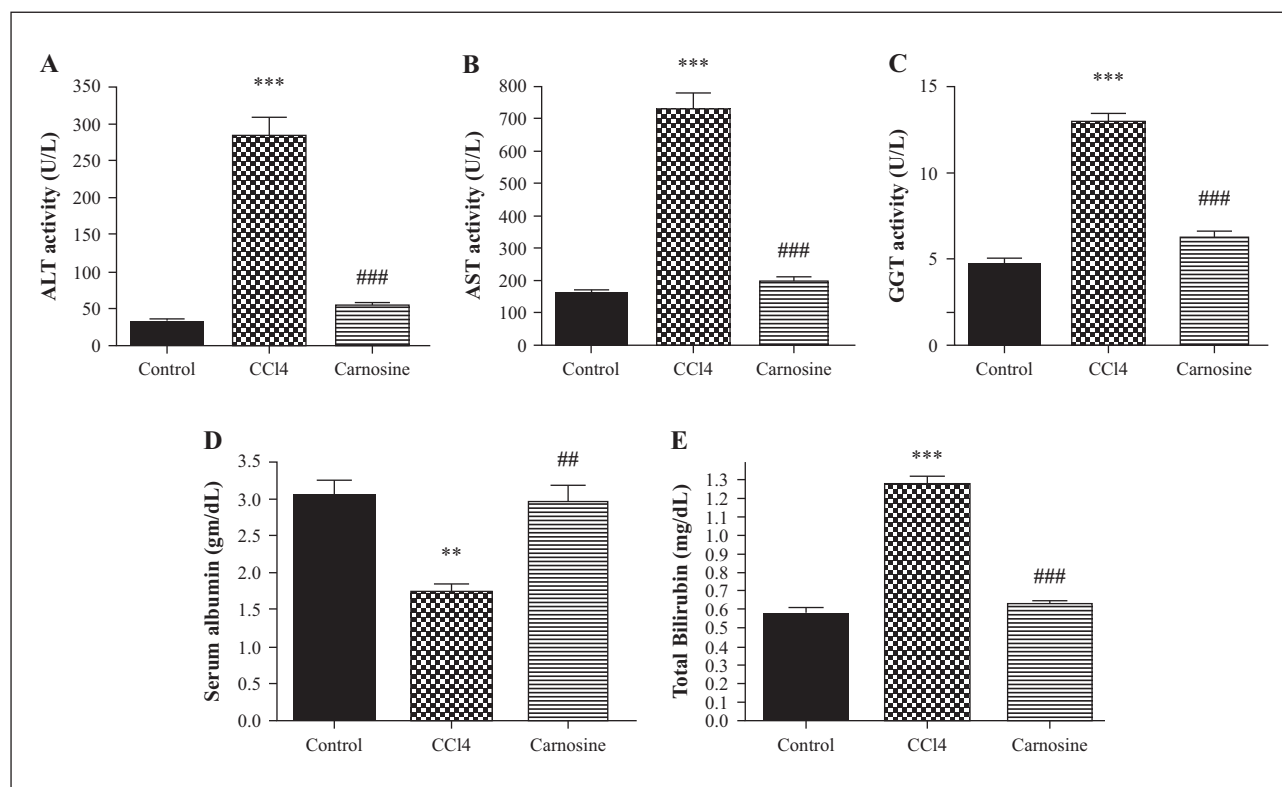 A
ALT activity (U/L)
350
300
250
200
150
100
50
0
***
###
Control
CCl4
Carnosine
B
AST activity (U/L)
800
700
600
500
400
300
200
100
0
***
###
Control
CCl4
Carnosine
C
GGT activity (U/L)
15
10
5
0
***
###
Control
CCl4
Carnosine
D
Serum albumin (gm/dL)
3.5
3.0
2.5
2.0
1.5
1.0
0.5
0.0
**
##
Control
CCl4
Carnosine
E
Total Bilirubin (mg/dL)
1.3
1.2
1.1
1.0
0.9
0.8
0.7
0.6
0.5
0.4
0.3
0.2
0.1
0.0
***
###
Control
CCl4
Carnosine